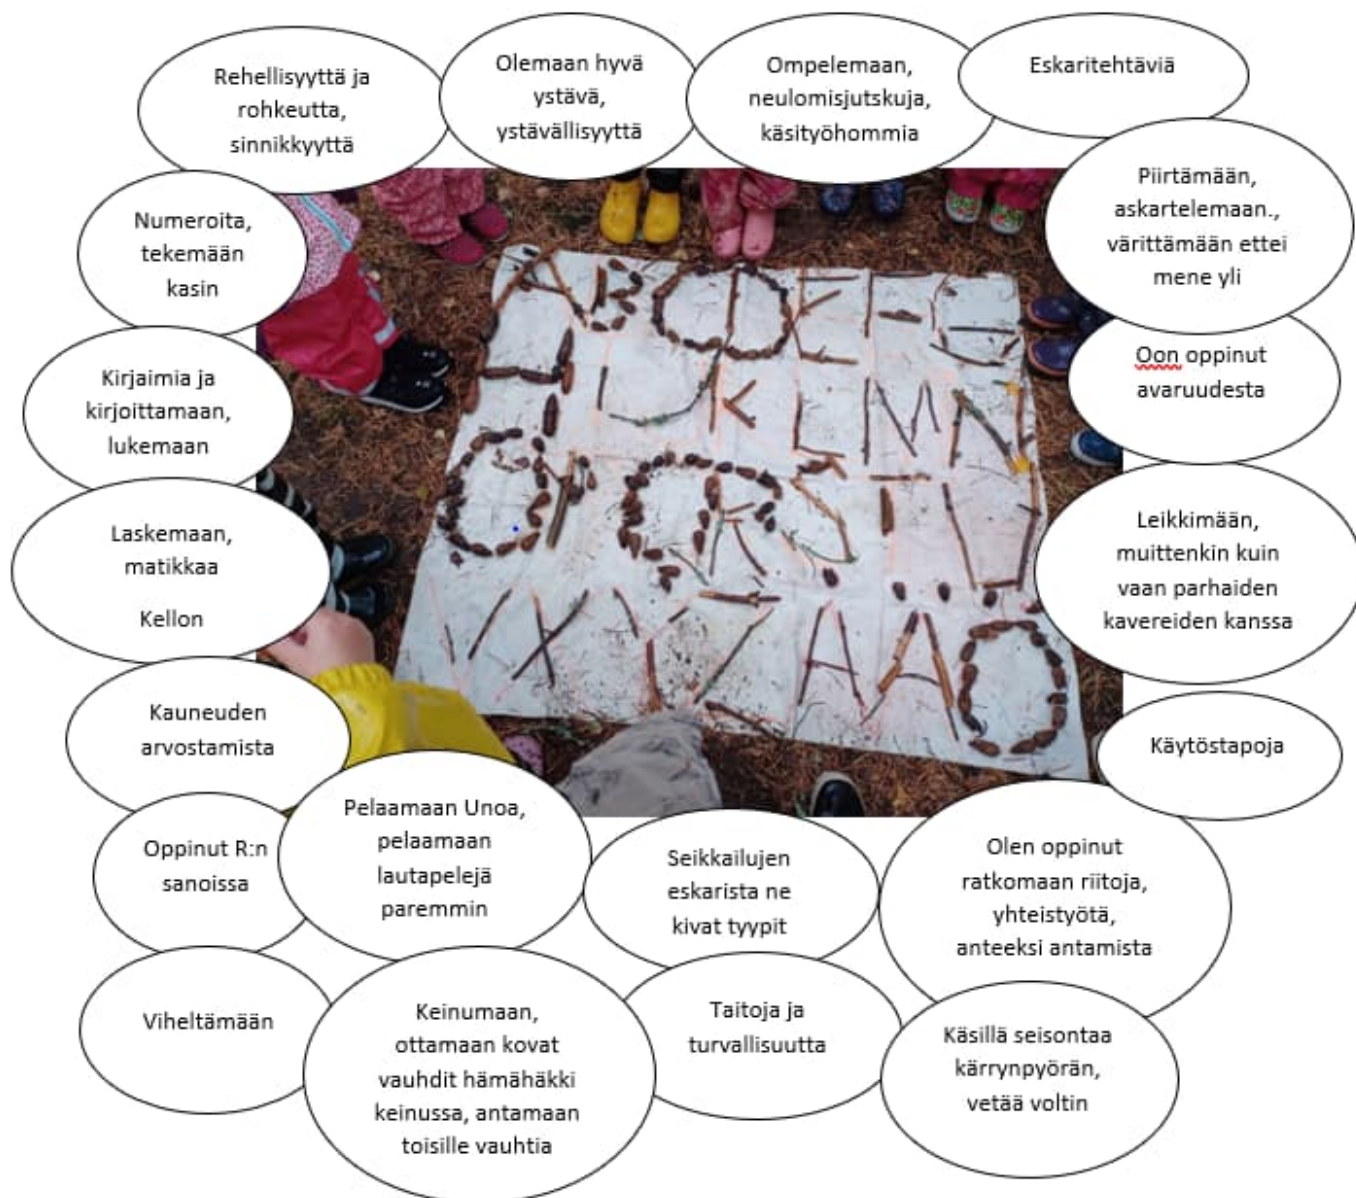 Rehellisyyttä ja
rohkeutta,
sinnikkyyttä
Olemaan hyvä
ystävä,
ystävällisyyttä
Ompelemaan,
neulomisjutskuja,
käsityöhommia
Eskaritehtäviä
Numeroita,
tekemään
kasin
Piirtämään,
askartelemaan.,
värittämään ettei
mene yli
Kirjaimia ja
kirjoittamaan,
lukemaan
Oon oppinut
avaruudesta
Laskemaan,
matikkaa
Kellon
Leikkimään,
muittenkin kuin
vaan parhaiden
kavereiden kanssa
A B C D E F G
H I J K L M N
O P Q R S T U
V X Y Z Å Ä Ö
Kauneuden
arvostamista
Käytöstapoja
Oppinut R:n
sanoissa
Pelaamaan Unoa,
pelaamaan
lautapelejä
paremmin
Seikkailujen
eskarista ne
kivat tyypit
Olen oppinut
ratkomaan riitoja,
yhteistyötä,
anteeksi antamista
Viheltämään
Keinumaan,
ottamaan kovat
vauhdit hämähäkki
keinussa, antamaan
toisille vauhtia
Taitoja ja
turvallisuutta
Käsillä seisontaa
kärrynpyörän,
vetää voltin